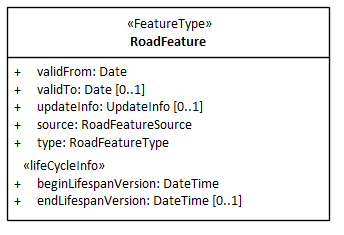 «FeatureType»
RoadFeature
+ validFrom: Date
+ validTo: Date [0..1]
+ updateInfo: UpdateInfo [0..1]
+ source: RoadFeatureSource
+ type: RoadFeatureType
«lifeCycleInfo»
+ beginLifespanVersion: DateTime
+ endLifespanVersion: DateTime [0..1]